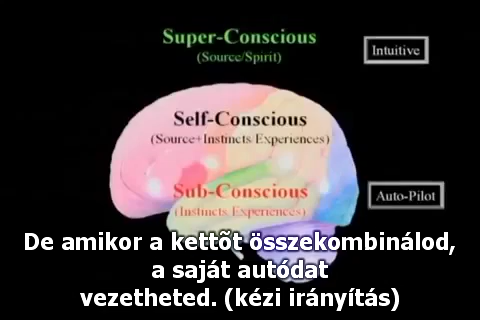 Super-Conscious
(Source/Spirit)
Intuitive
Self-Conscious
(Source+Instincts Experiences)
Sub-Conscious
(Instincts Experiences)
Auto-Pilot
De amikor a kettõt összekombinálod,
a saját autódat
vezetheted. (kézi irányítás)